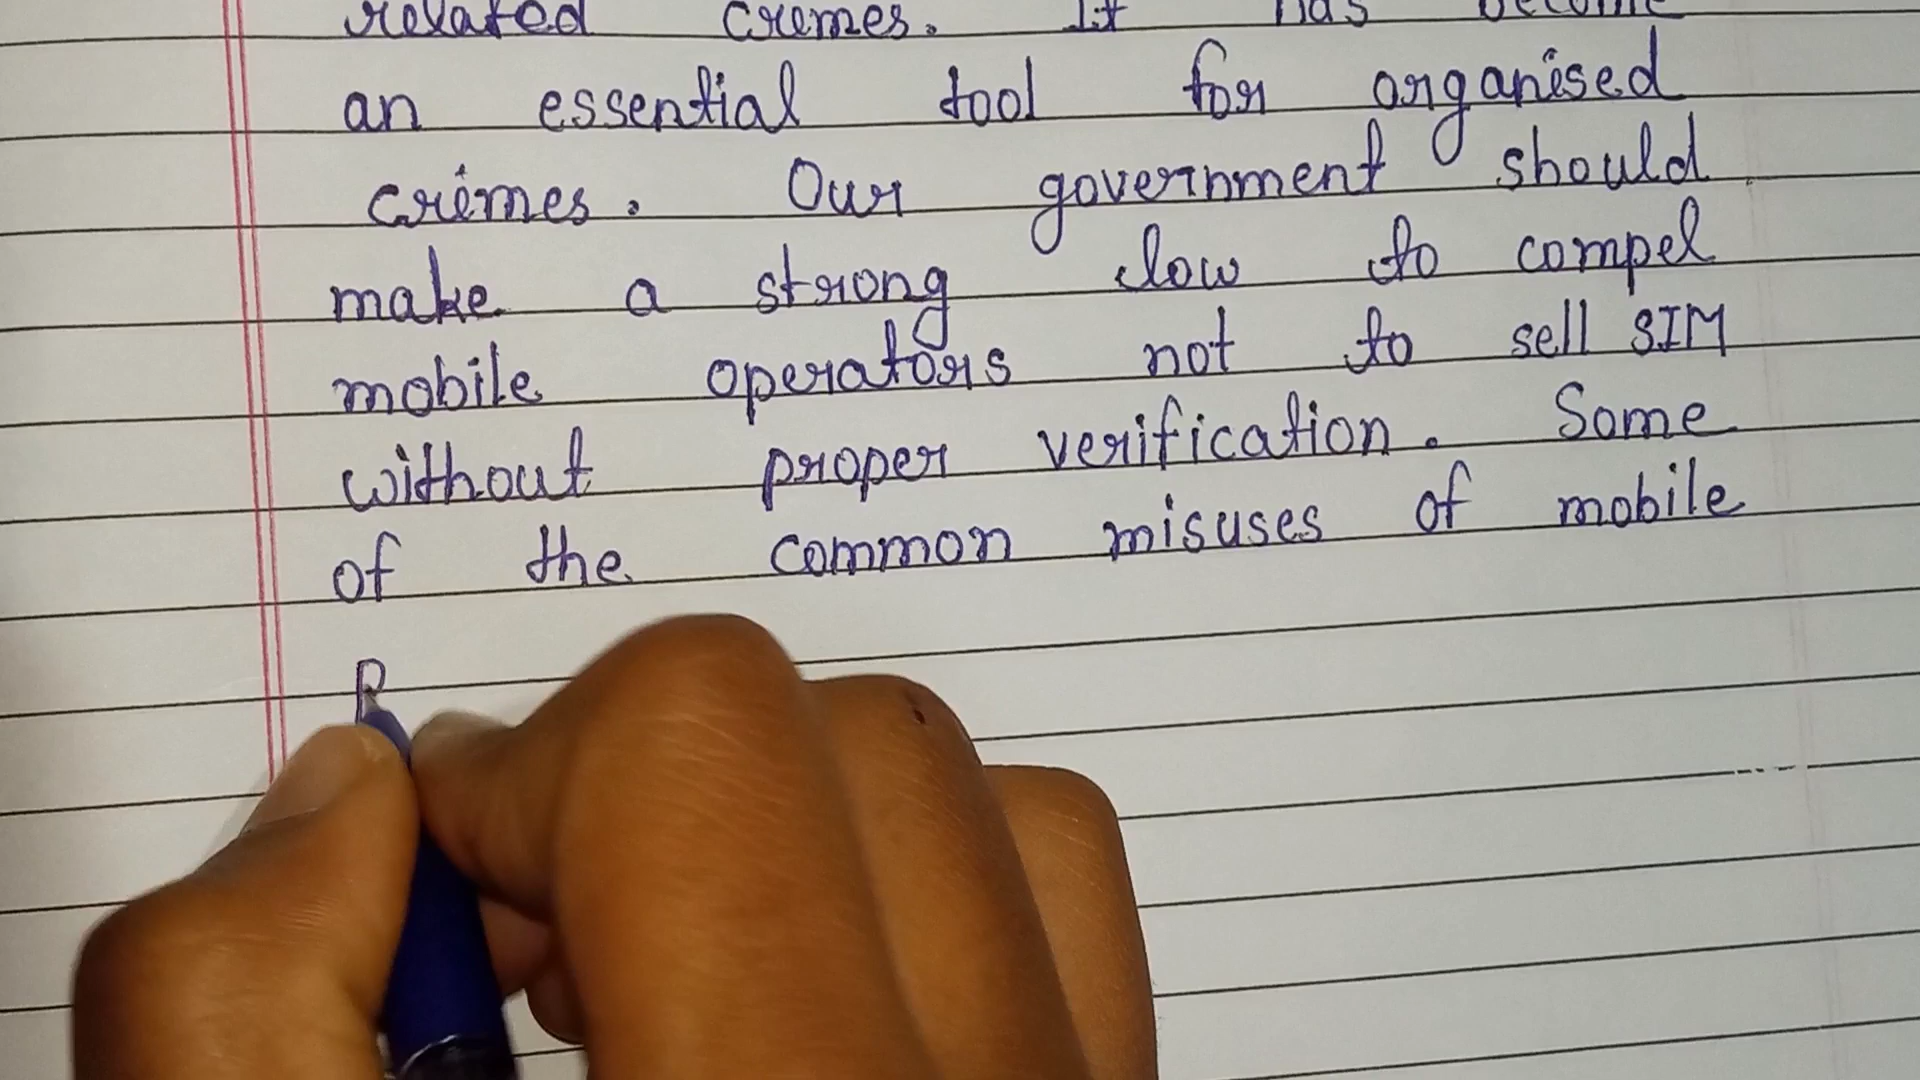 related crimes. It has become
an essential tool for organised
crimes. Our government should
make a strong low to compel
mobile operators not to sell SIM
without proper verification. Some
of the common misuses of mobile
P